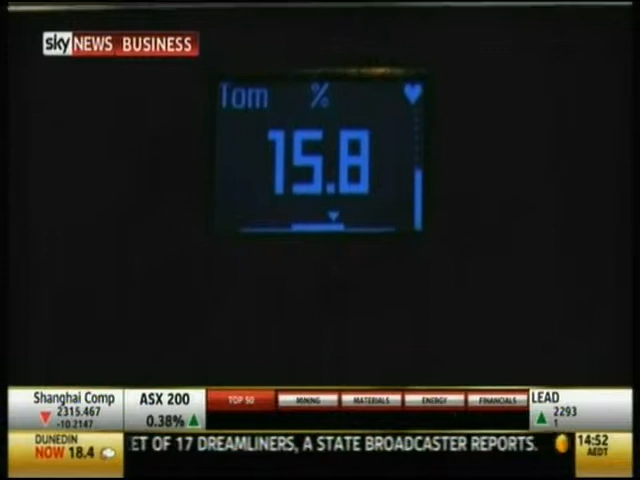 sky NEWS BUSINESS
Tom %
15.8
Shanghai Comp
2315.467
-10.2147
ASX 200
0.38%
TOP 50
MINING
MATERIALS
ENERGY
FINANCIALS
LEAD
2293
1
DUNEDIN
NOW 18.4
ET OF 17 DREAMLINERS, A STATE BROADCASTER REPORTS.
14:52
AEDT